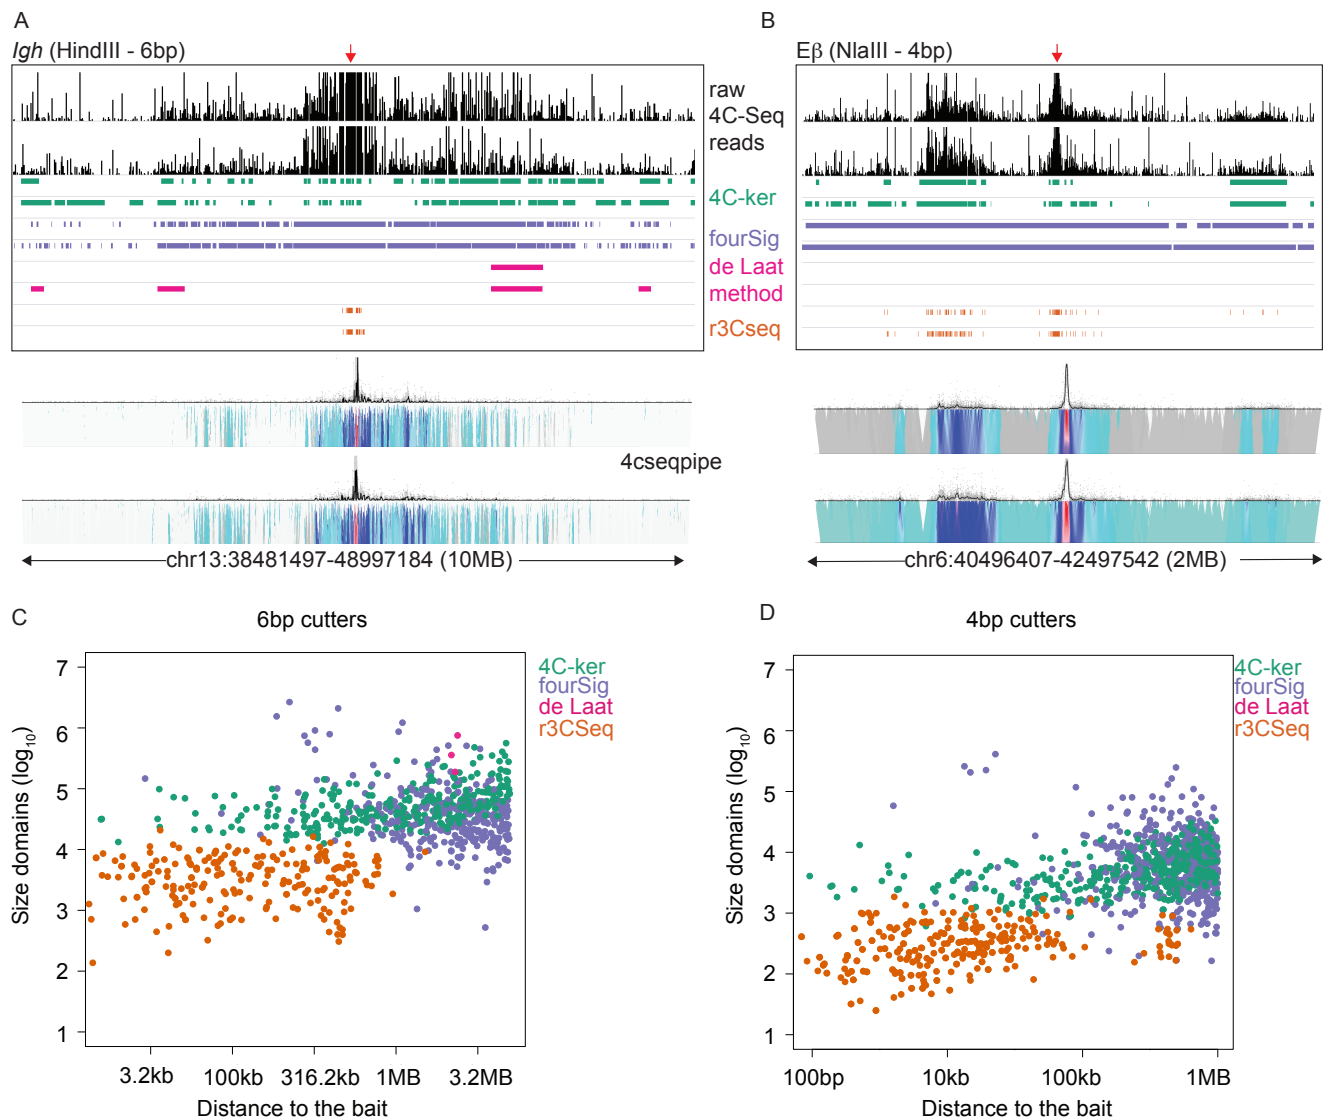 A
Igh (HindIII - 6bp)
raw
4C-Seq
reads
4C-ker
fourSig
de Laat
method
r3Cseq
B
Eβ (NlaIII - 4bp)
4cseqpipe
chr13:38481497-48997184 (10MB)
chr6:40496407-42497542 (2MB)
C
6bp cutters
7
6
5
4
3
2
1
Size domains (log10)
3.2kb
100kb
316.2kb
1MB
3.2MB
Distance to the bait
4C-ker
fourSig
de Laat
r3CSeq
D
4bp cutters
7
6
5
4
3
2
1
Size domains (log10)
100bp
10kb
100kb
1MB
Distance to the bait
4C-ker
fourSig
de Laat
r3CSeq